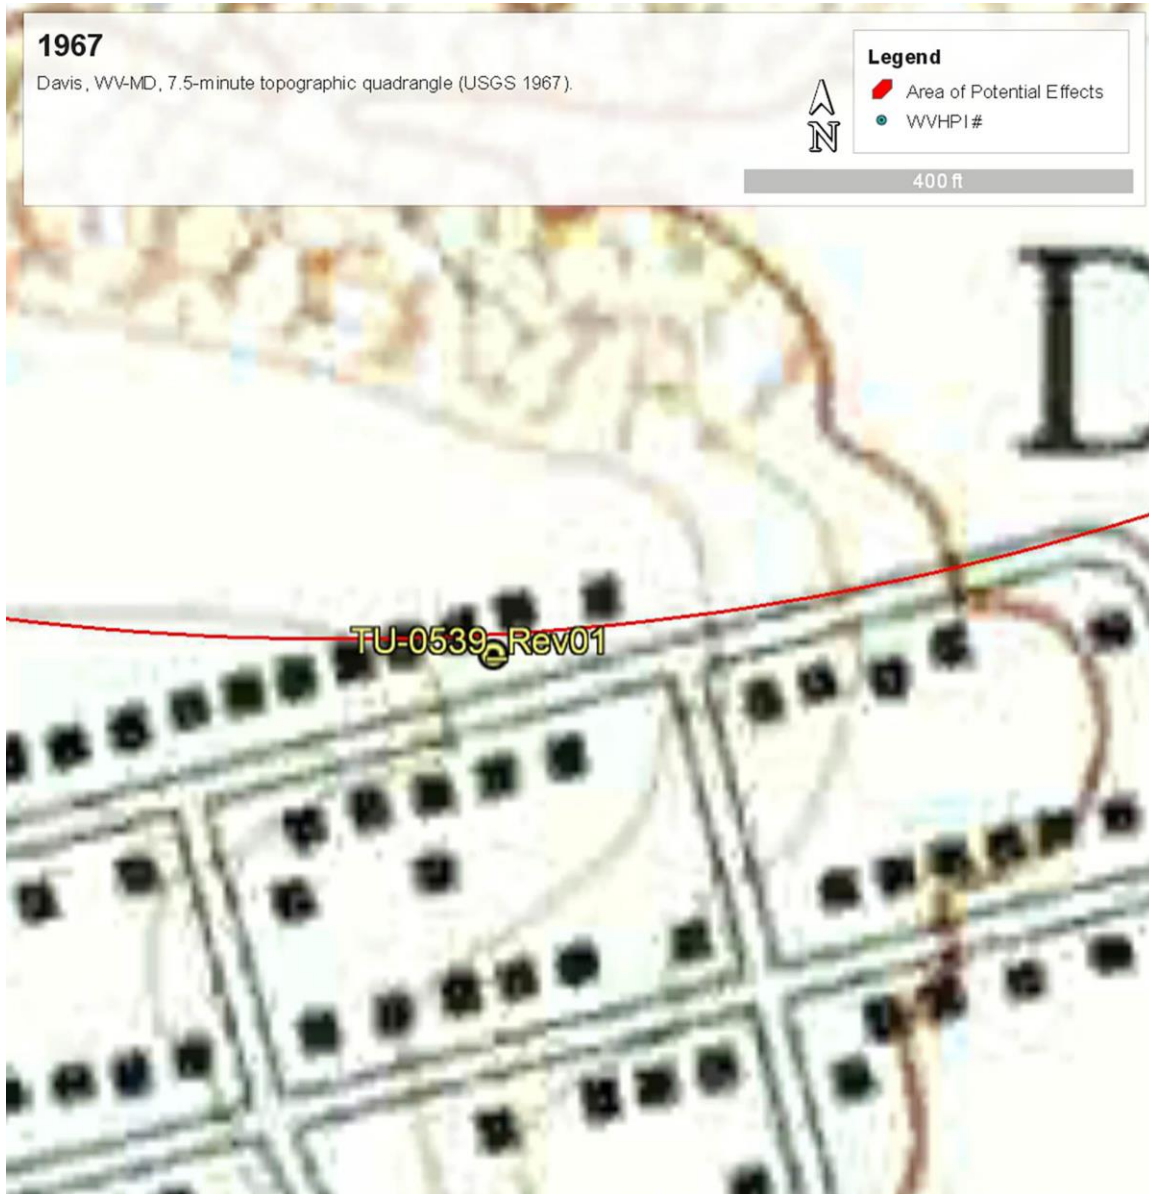 1967
Davis, WV-MD, 7.5-minute topographic quadrangle (USGS 1967).
Legend
Area of Potential Effects
WVHPI #
N
400 ft
D
TU-0539_Rev01